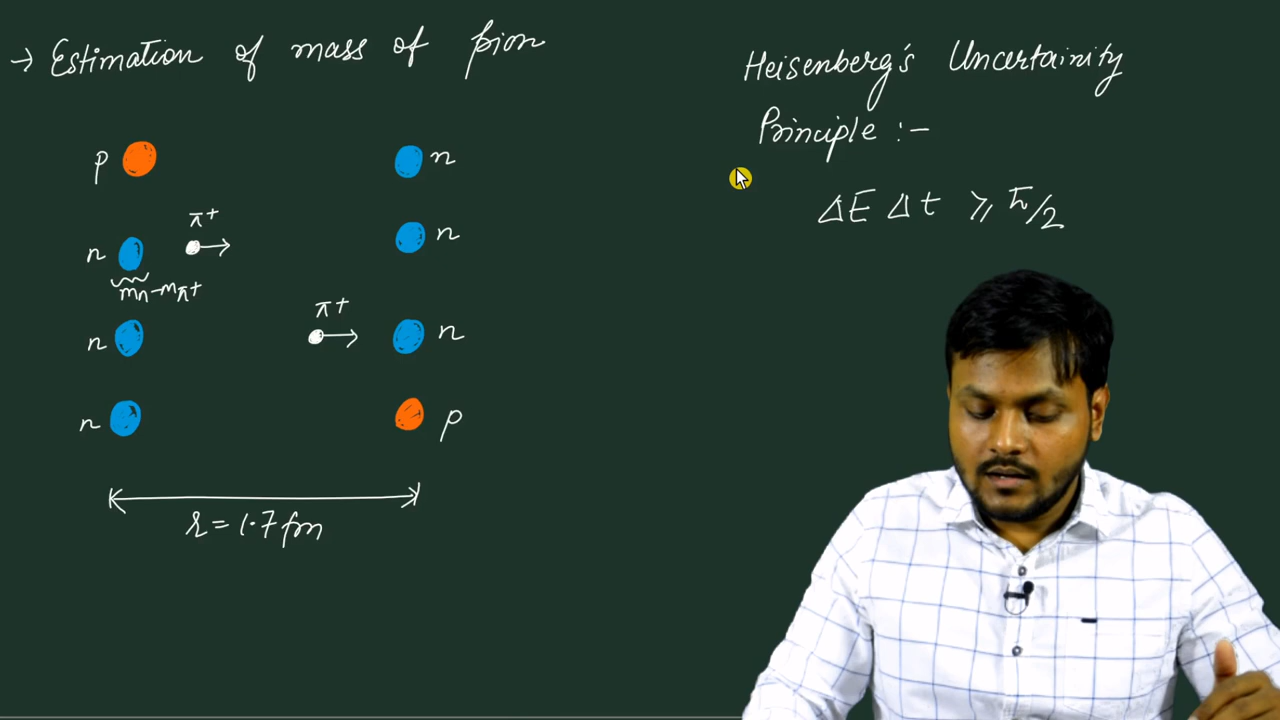 → Estimation of mass of pion
p n
n π+ n
mn-mπ+
π+
n n
n p
r = 1.7 fm
Heisenberg's Uncertainity
Principle :-
ΔE Δt ⩾ ħ/2